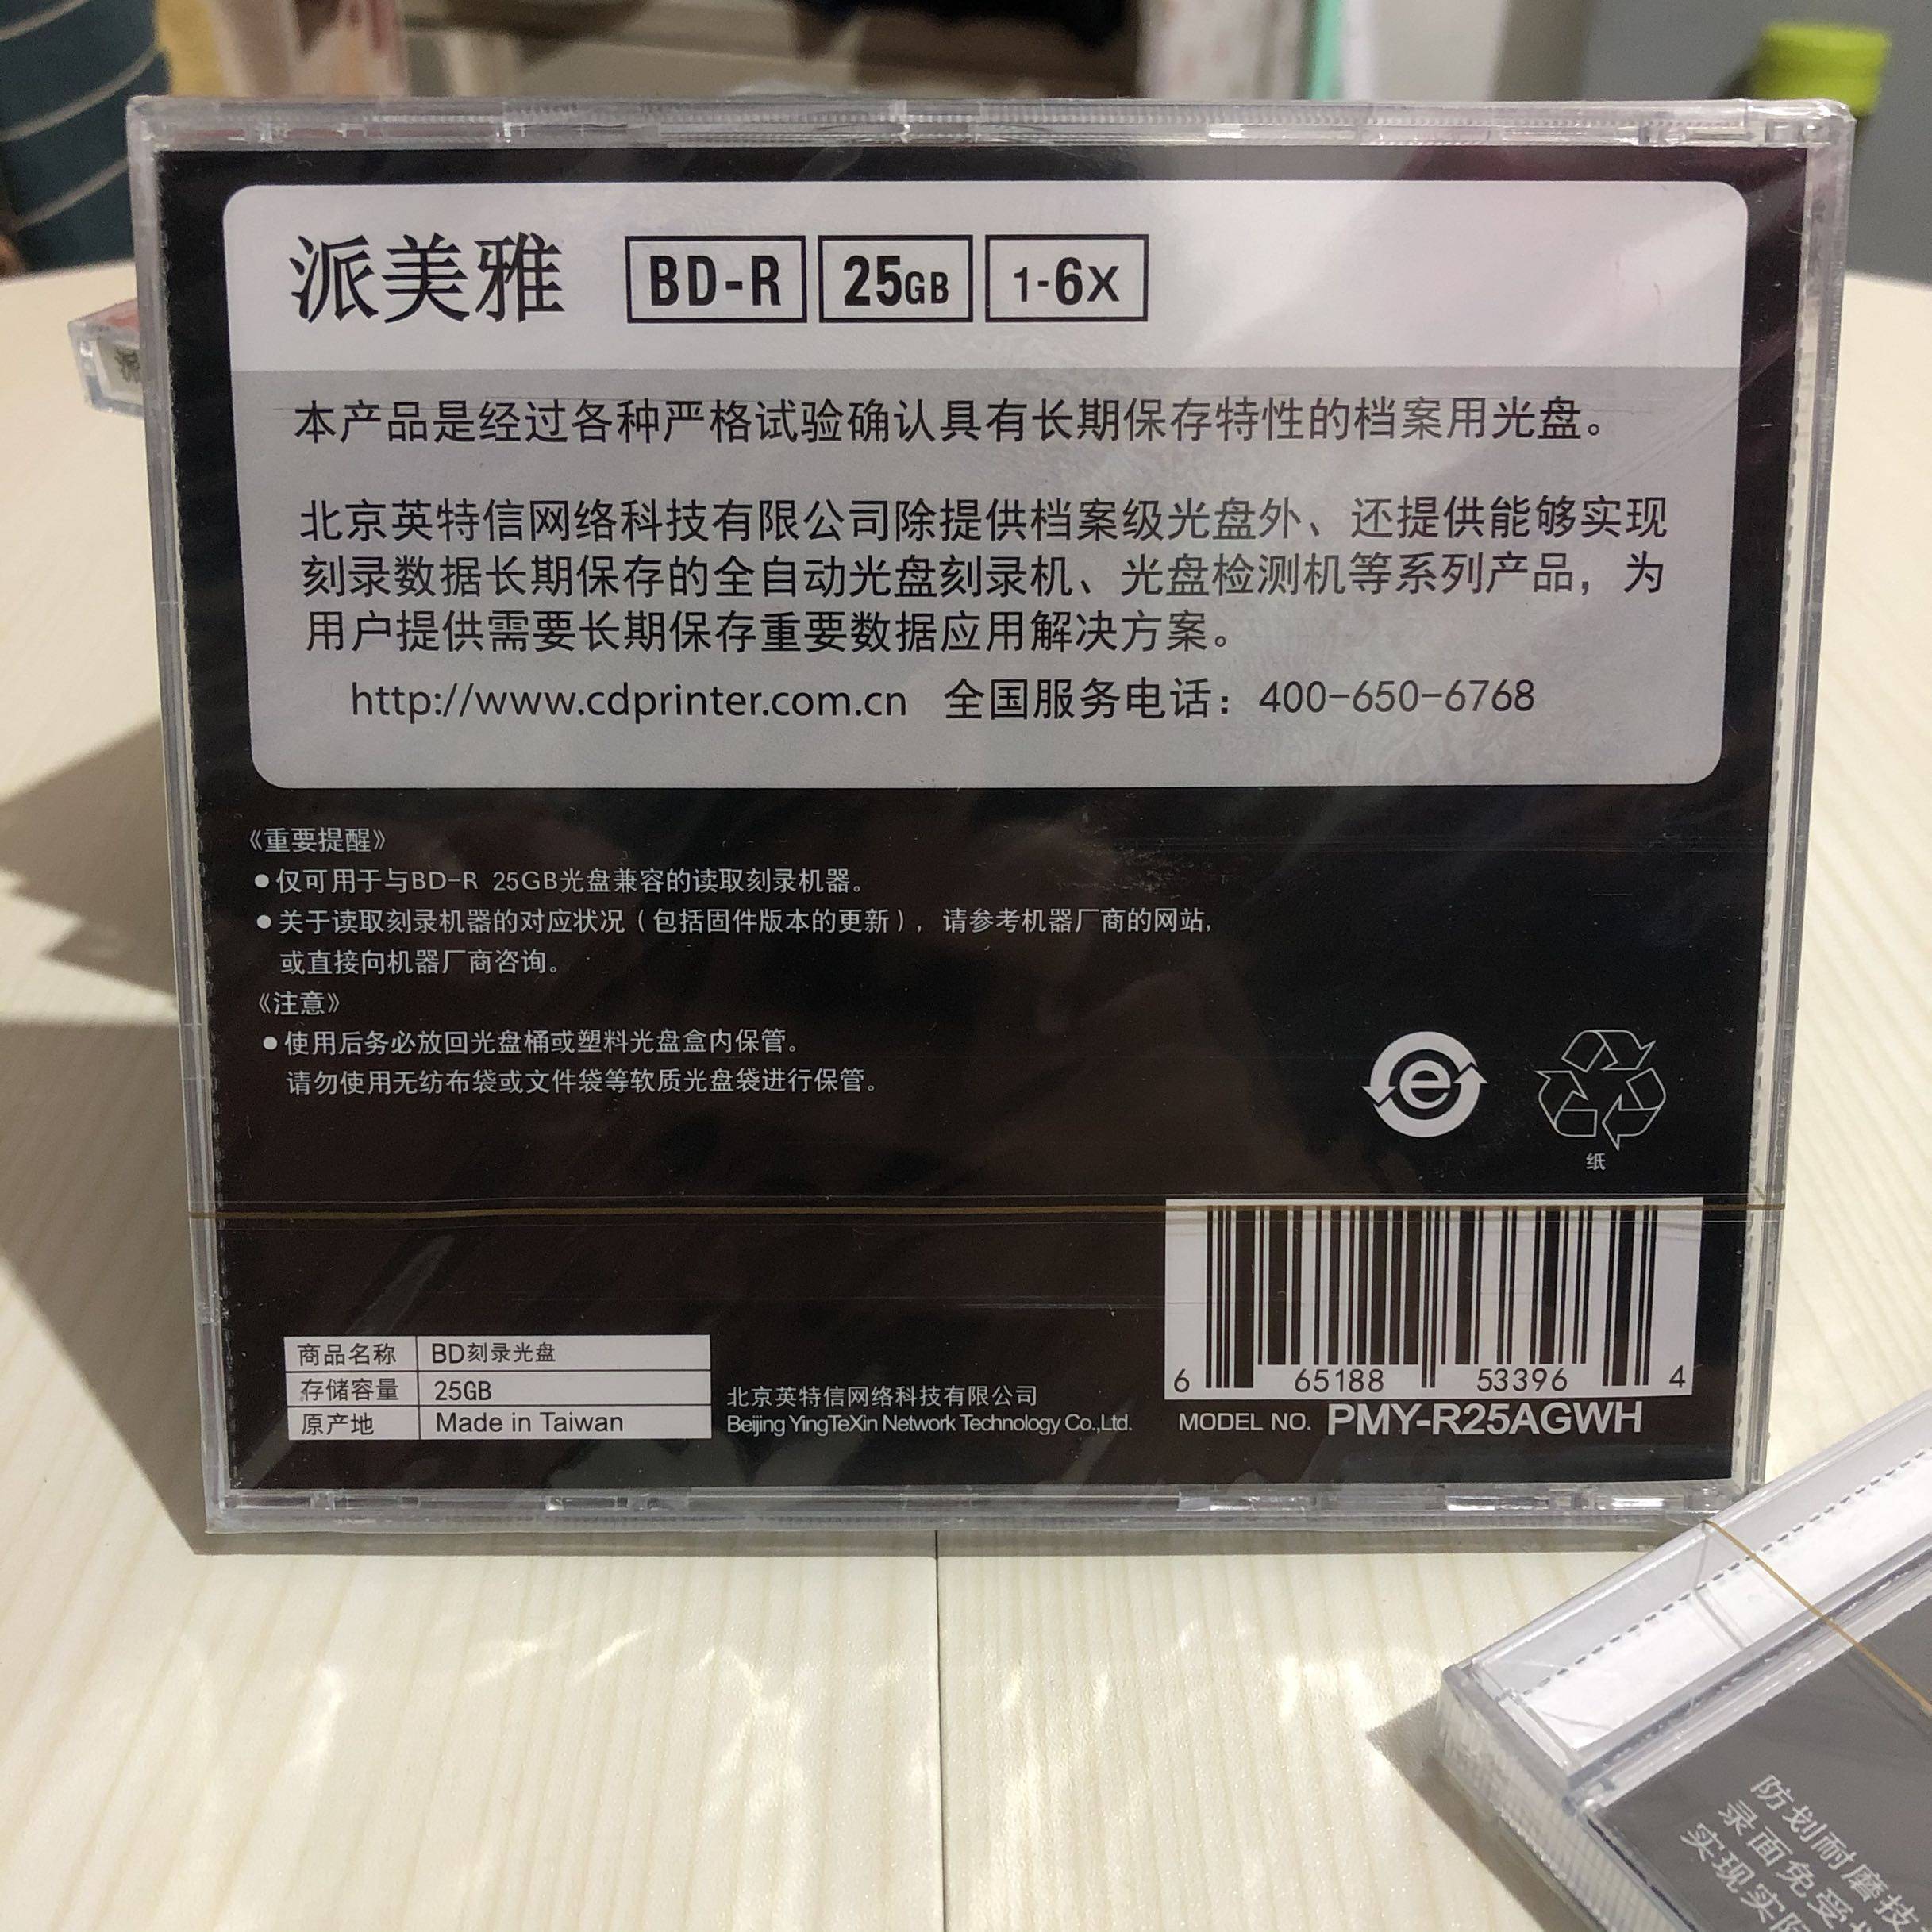 派美雅 BD-R 25GB 1-6X
本产品是经过各种严格试验确认具有长期保存特性的档案用光盘。
北京英特信网络科技有限公司除提供档案级光盘外、还提供能够实现
刻录数据长期保存的全自动光盘刻录机、光盘检测机等系列产品，为
用户提供需要长期保存重要数据应用解决方案。
http://www.cdprinter.com.cn 全国服务电话：400-650-6768
《重要提醒》
●仅可用于与BD-R 25GB光盘兼容的读取刻录机器。
●关于读取刻录机器的对应状况（包括固件版本的更新），请参考机器厂商的网站，
或直接向机器厂商咨询。
《注意》
●使用后务必放回光盘桶或塑料光盘盒内保管。
请勿使用无纺布袋或文件袋等软质光盘袋进行保管。
e
纸
商品名称 BD刻录光盘
存储容量 25GB
原产地 Made in Taiwan
北京英特信网络科技有限公司
Beijing YingTeXin Network Technology Co.,Ltd.
6 65188 53396 4
MODEL NO. PMY-R25AGWH
防划耐磨技
录面免受
实现实